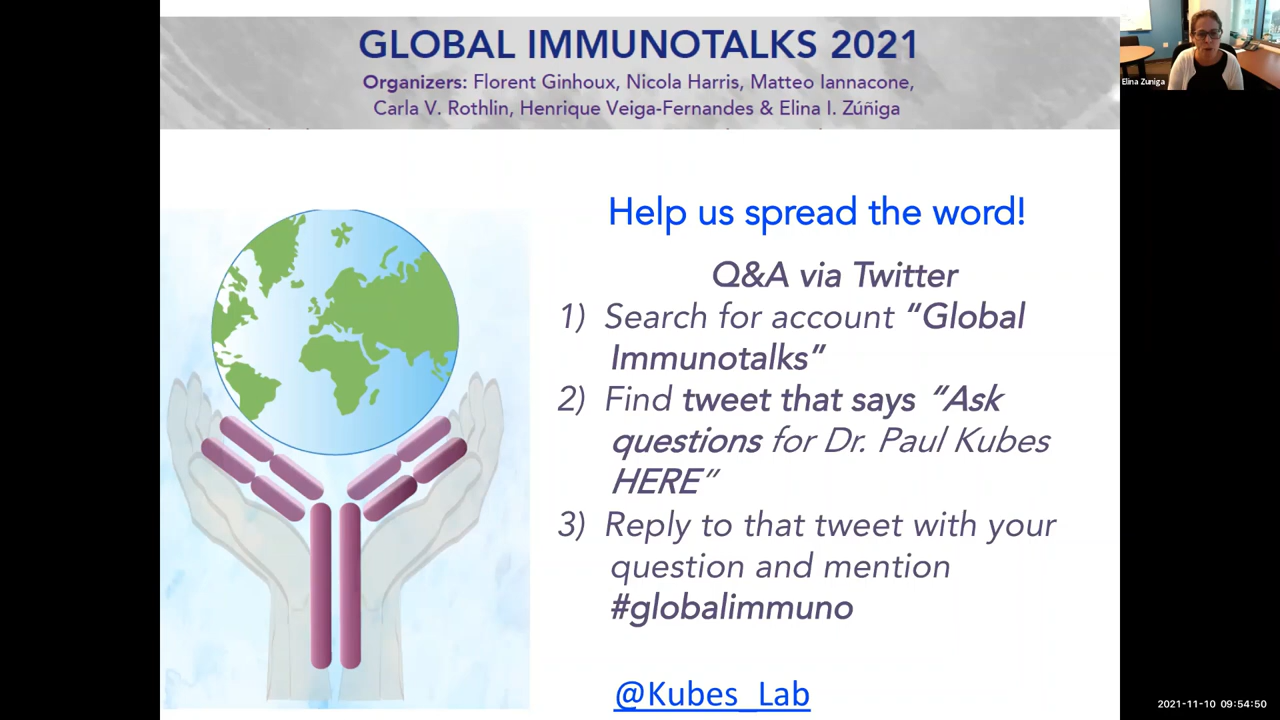 GLOBAL IMMUNOTALKS 2021
Organizers: Florent Ginhoux, Nicola Harris, Matteo Iannacone,
Carla V. Rothlin, Henrique Veiga-Fernandes & Elina I. Zúñiga
Elina Zuniga
Help us spread the word!
Q&A via Twitter
1) Search for account “Global
Immunotalks”
2) Find tweet that says “Ask
questions for Dr. Paul Kubes
HERE”
3) Reply to that tweet with your
question and mention
#globalimmuno
@Kubes_Lab
2021-11-10 09:54:50